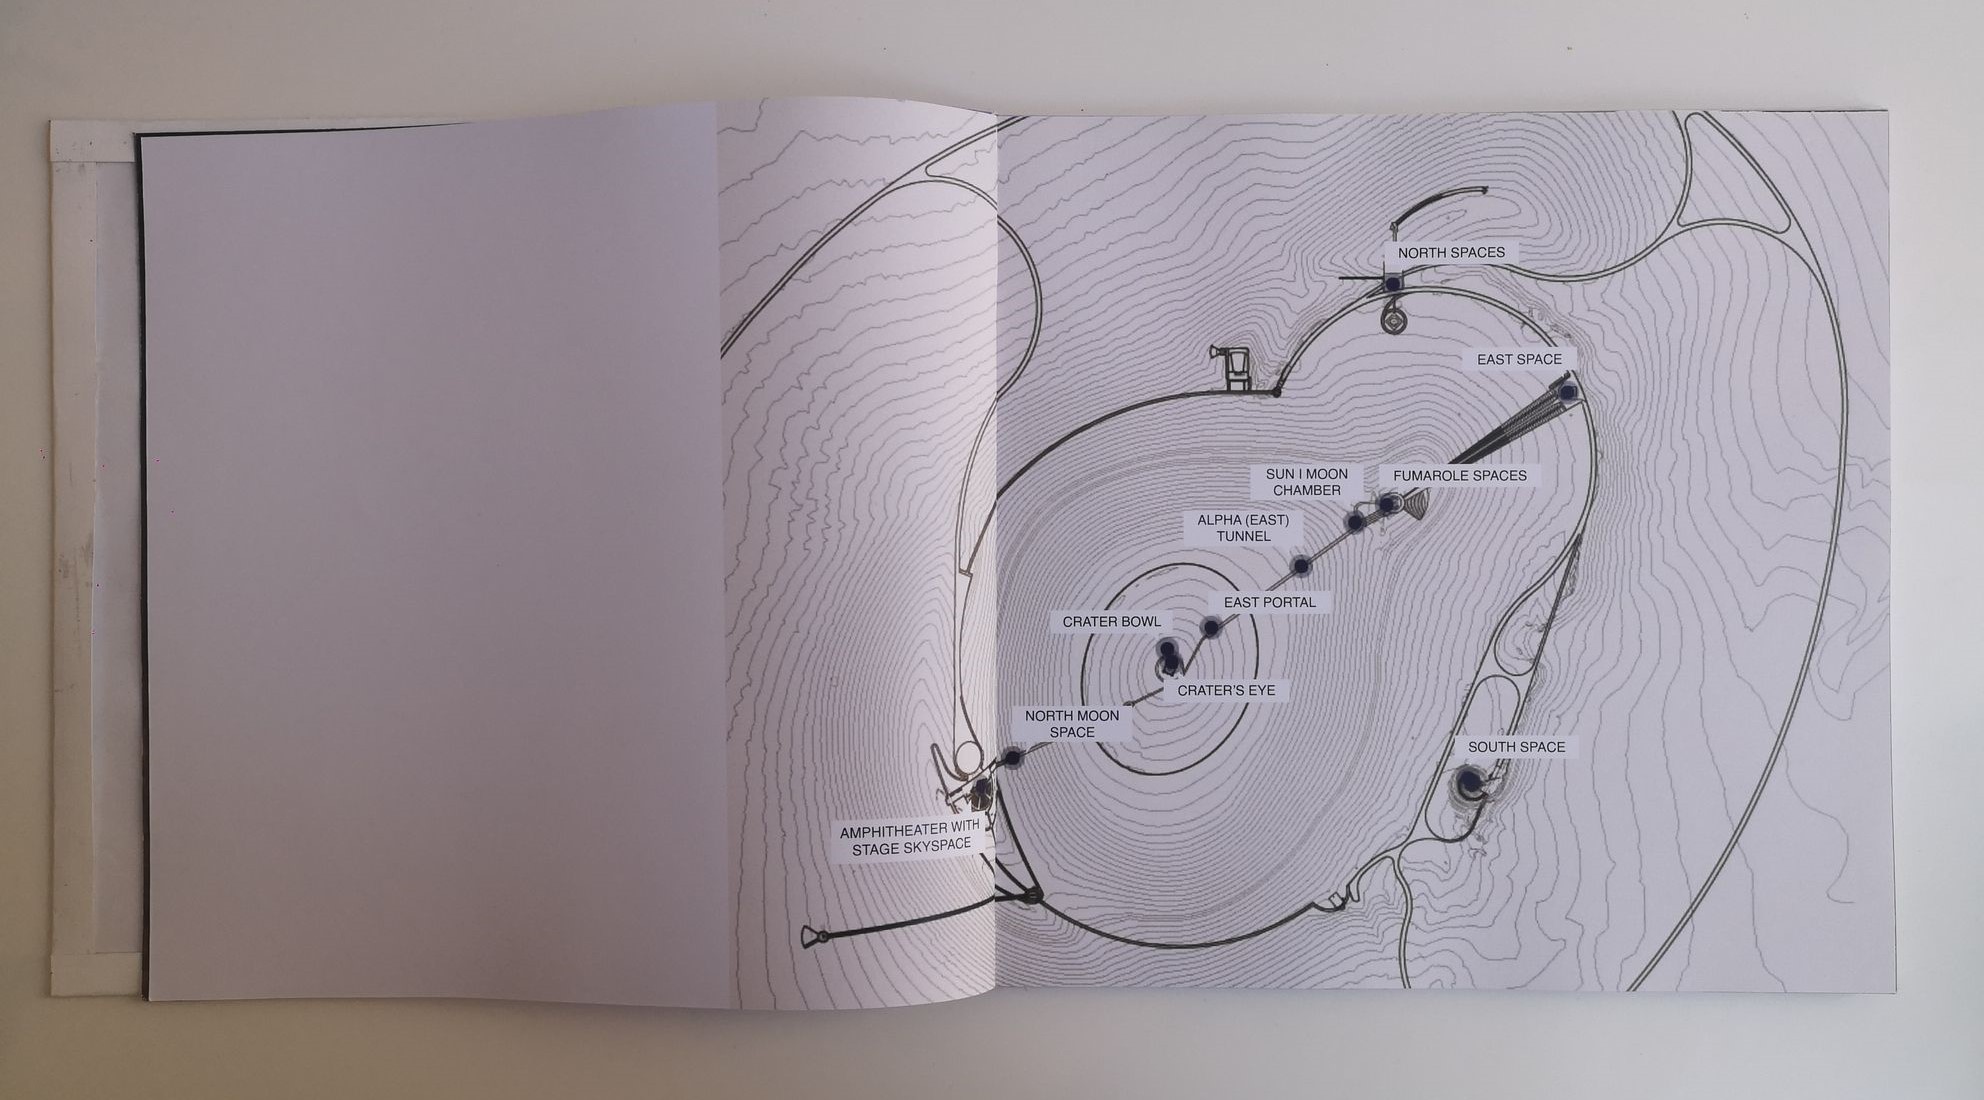 NORTH SPACES
EAST SPACE
SUN I MOON
CHAMBER
FUMAROLE SPACES
ALPHA (EAST)
TUNNEL
EAST PORTAL
CRATER BOWL
CRATER'S EYE
NORTH MOON
SPACE
SOUTH SPACE
AMPHITHEATER WITH
STAGE SKYSPACE